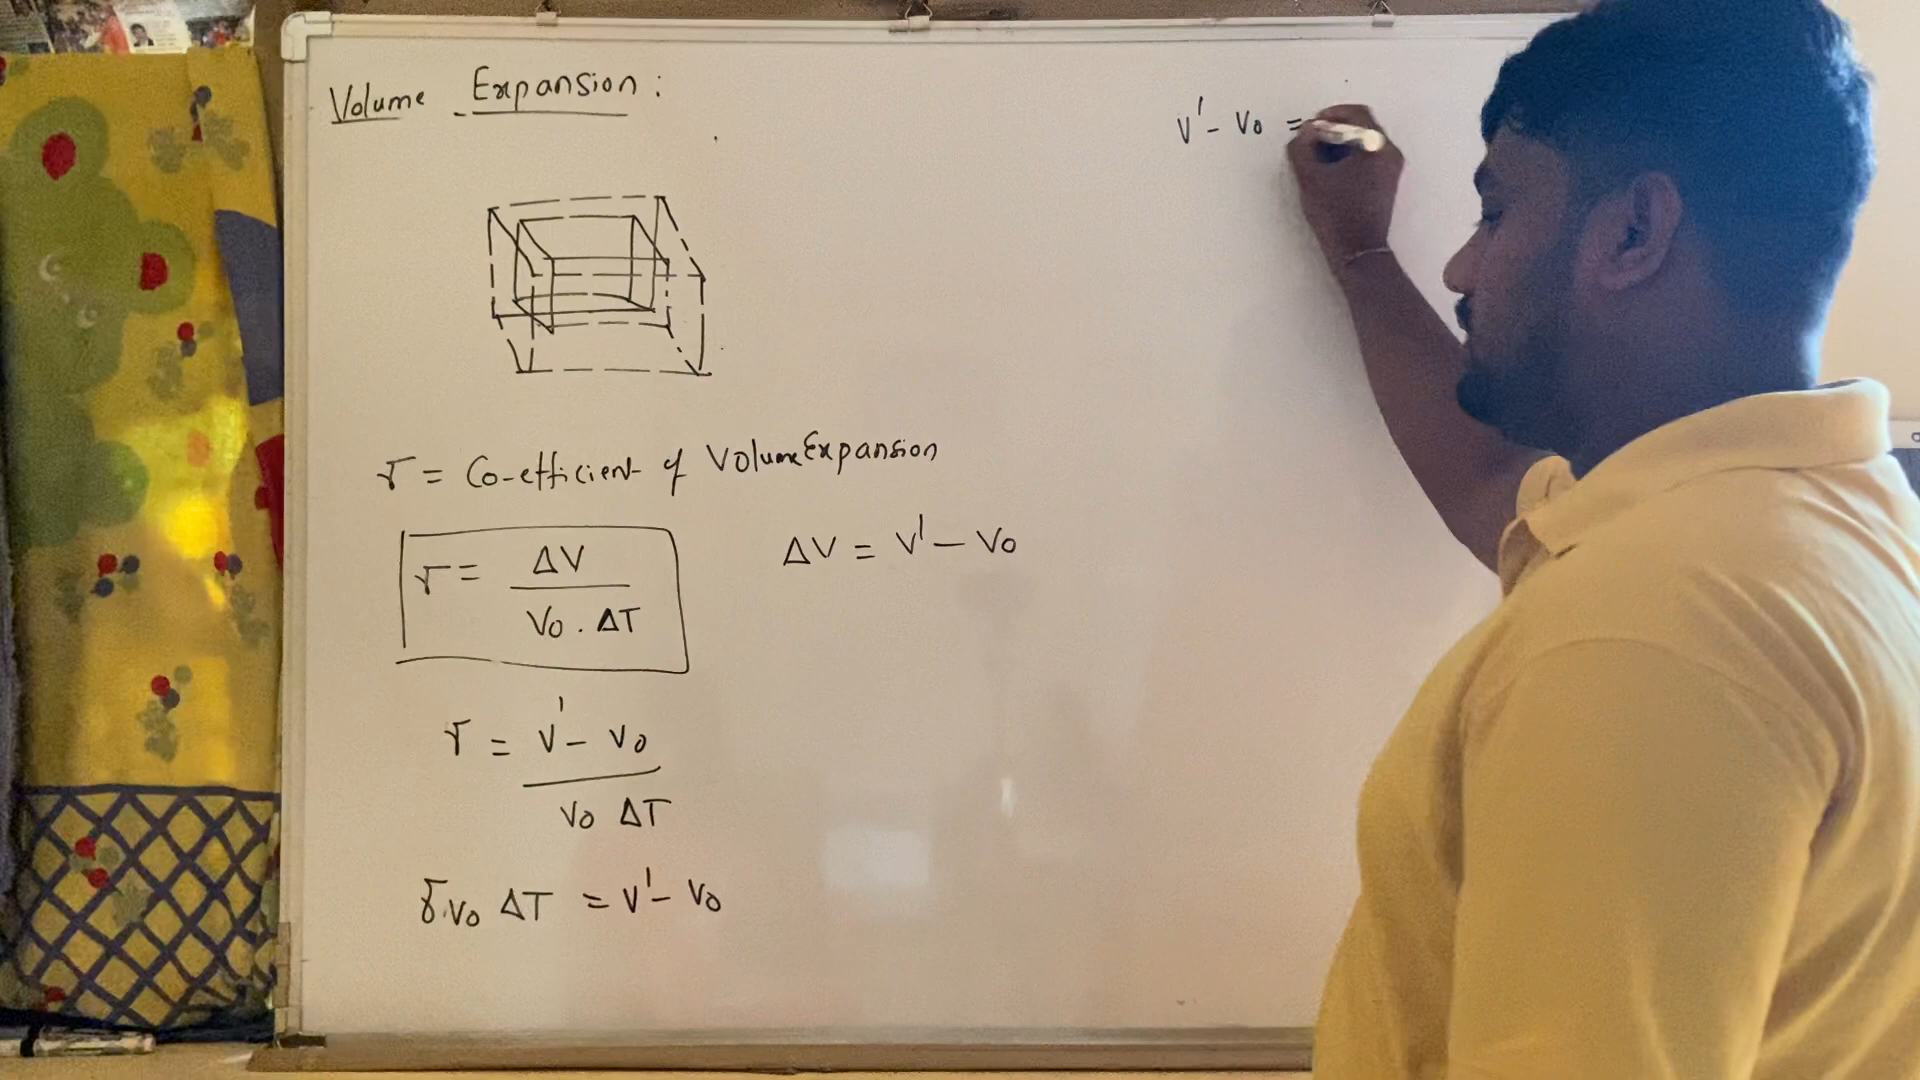 Volume Expansion :
V' - V₀ =
γ = Co-efficient of Volume Expansion
γ = ΔV / V₀ . ΔT
ΔV = V' - V₀
γ = V' - V₀ / V₀ ΔT
γ.V₀ ΔT = V' - V₀